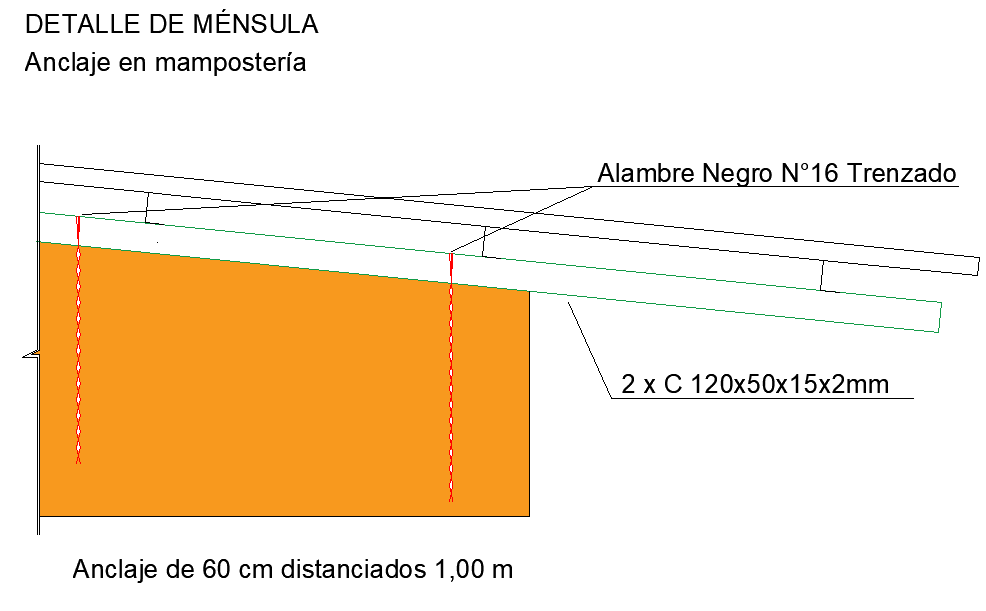 DETALLE DE MÉNSULA
Anclaje en mampostería
Alambre Negro N°16 Trenzado
2 x C 120x50x15x2mm
Anclaje de 60 cm distanciados 1,00 m